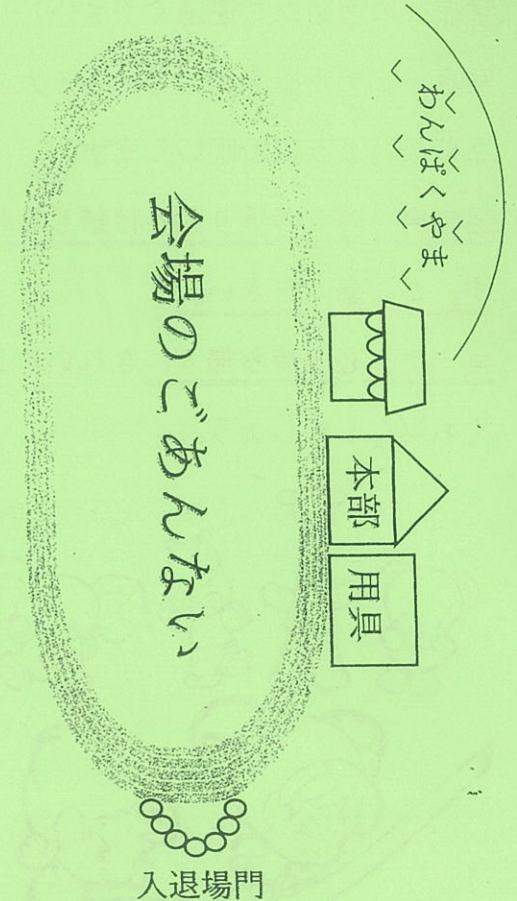 わんぱくやま
会場のごあんない
本部
用具
入退場門